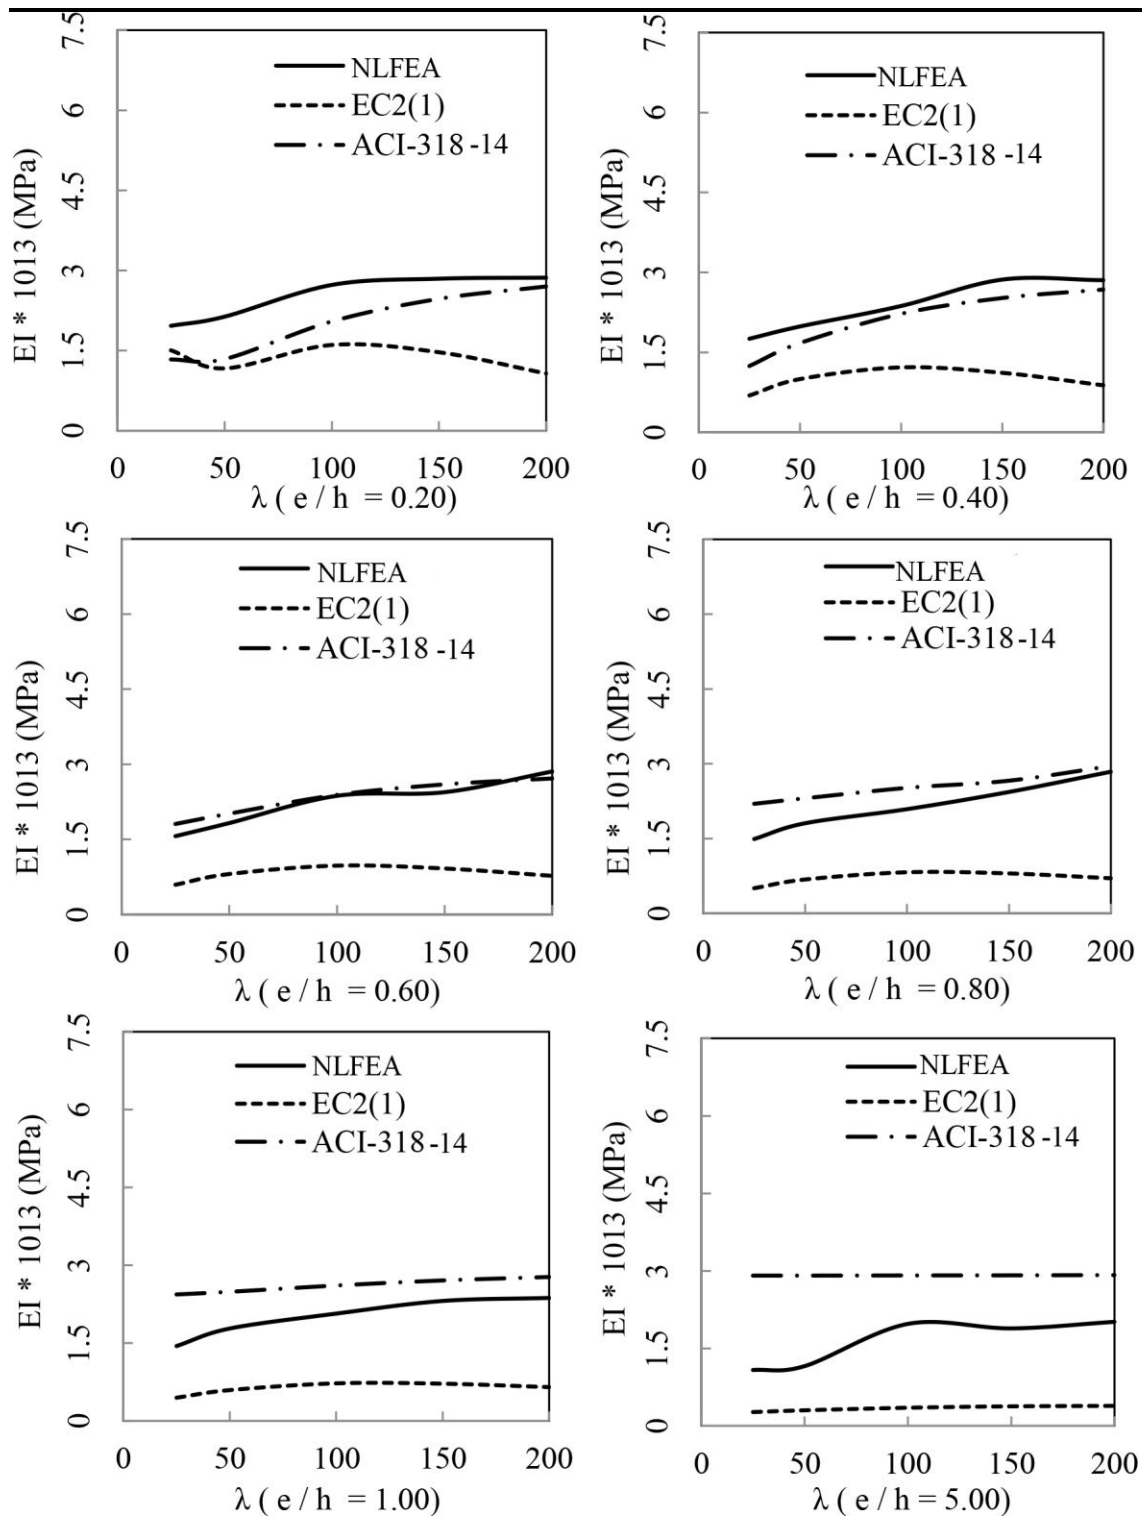 EI * 1013 (MPa)
7.5
6
4.5
3
1.5
0
NLFEA
EC2(1)
ACI-318 -14
0 50 100 150 200
λ ( e / h = 0.20)
EI * 1013 (MPa)
7.5
6
4.5
3
1.5
0
NLFEA
EC2(1)
ACI-318 -14
0 50 100 150 200
λ ( e / h = 0.40)
EI * 1013 (MPa)
7.5
6
4.5
3
1.5
0
NLFEA
EC2(1)
ACI-318 -14
0 50 100 150 200
λ ( e / h = 0.60)
EI * 1013 (MPa)
7.5
6
4.5
3
1.5
0
NLFEA
EC2(1)
ACI-318 -14
0 50 100 150 200
λ ( e / h = 0.80)
EI * 1013 (MPa)
7.5
6
4.5
3
1.5
0
NLFEA
EC2(1)
ACI-318 -14
0 50 100 150 200
λ ( e / h = 1.00)
EI * 1013 (MPa)
7.5
6
4.5
3
1.5
0
NLFEA
EC2(1)
ACI-318 -14
0 50 100 150 200
λ ( e / h = 5.00)